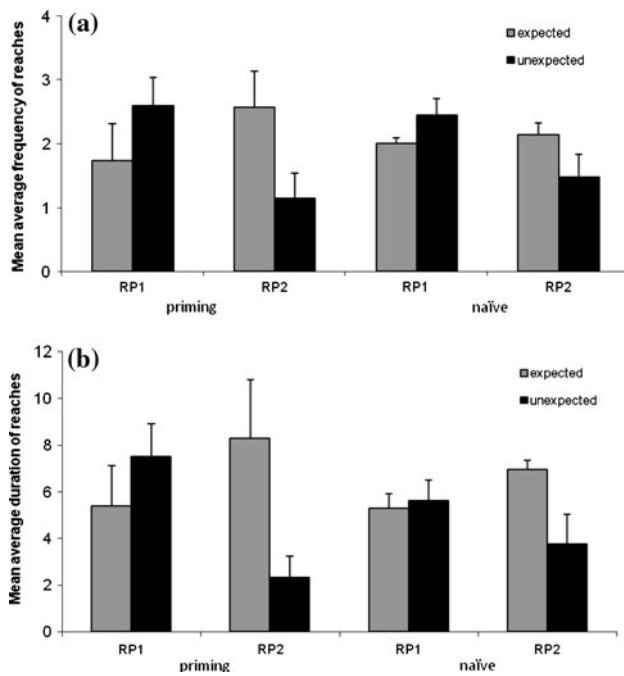 (a)
Mean average frequency of reaches
4
3
2
1
0
expected
unexpected
RP1 RP2 RP1 RP2
priming naïve
(b)
Mean average duration of reaches
12
10
8
6
4
2
0
expected
unexpected
RP1 RP2 RP1 RP2
priming naïve